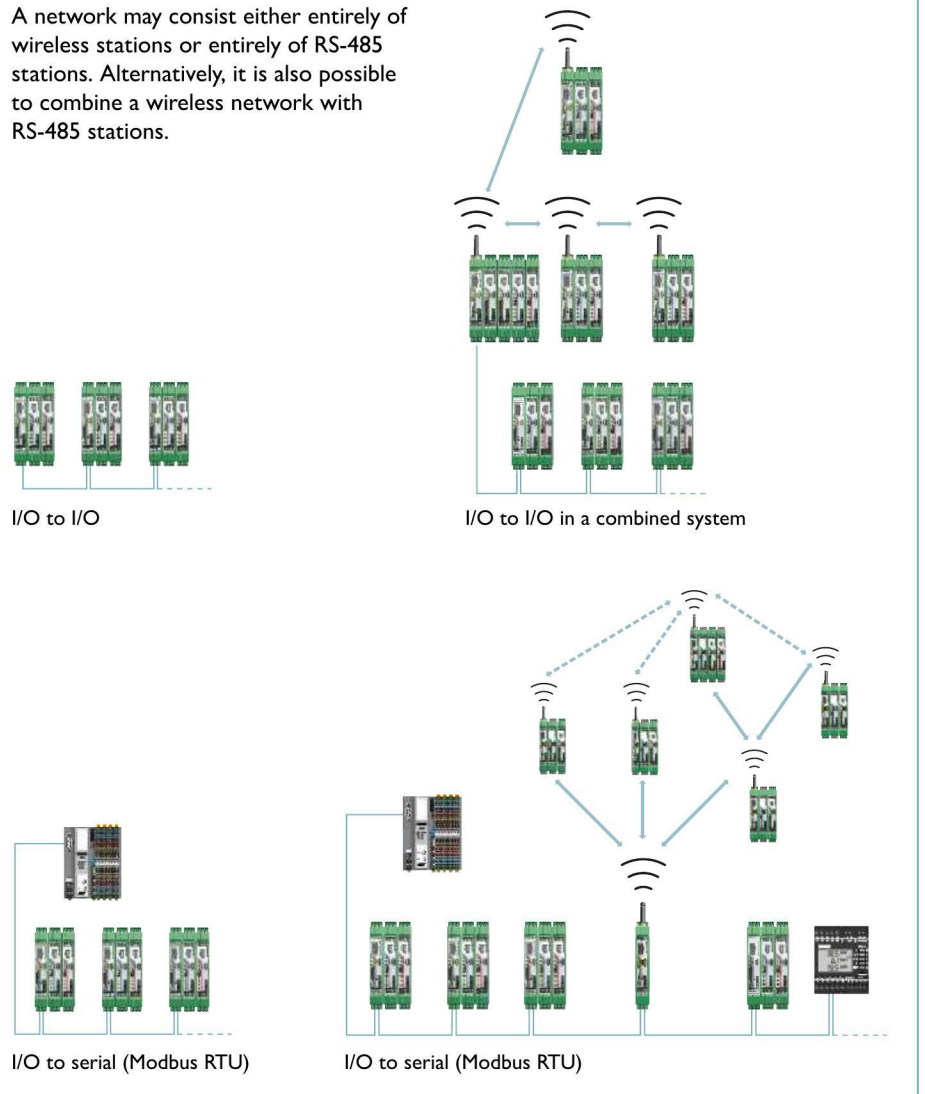 A network may consist either entirely of
wireless stations or entirely of RS-485
stations. Alternatively, it is also possible
to combine a wireless network with
RS-485 stations.
I/O to I/O
I/O to I/O in a combined system
I/O to serial (Modbus RTU)
I/O to serial (Modbus RTU)